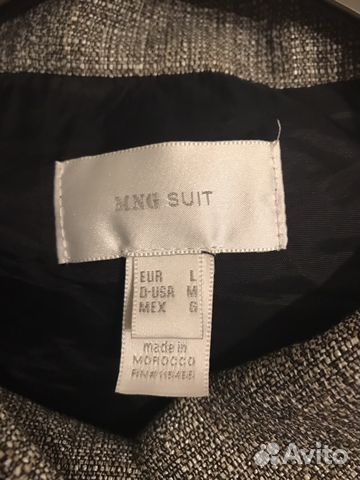 MNG SUIT
EUR L
D-USA M
MEX G
made in
MOROCCO
Avito